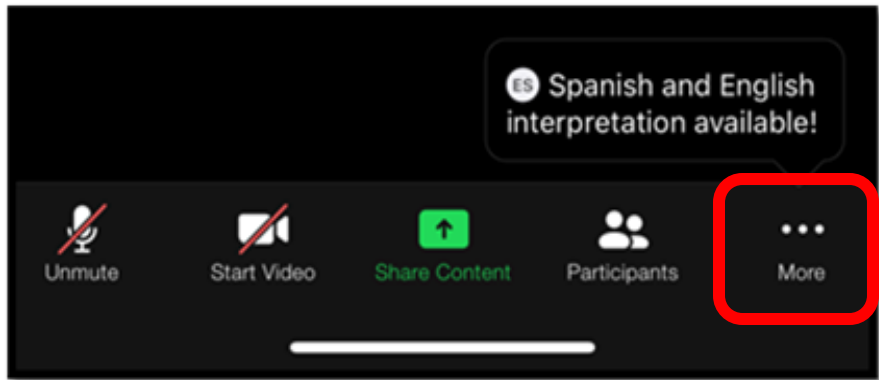 ES Spanish and English
interpretation available!
Unmute
Start Video
Share Content
Participants
More